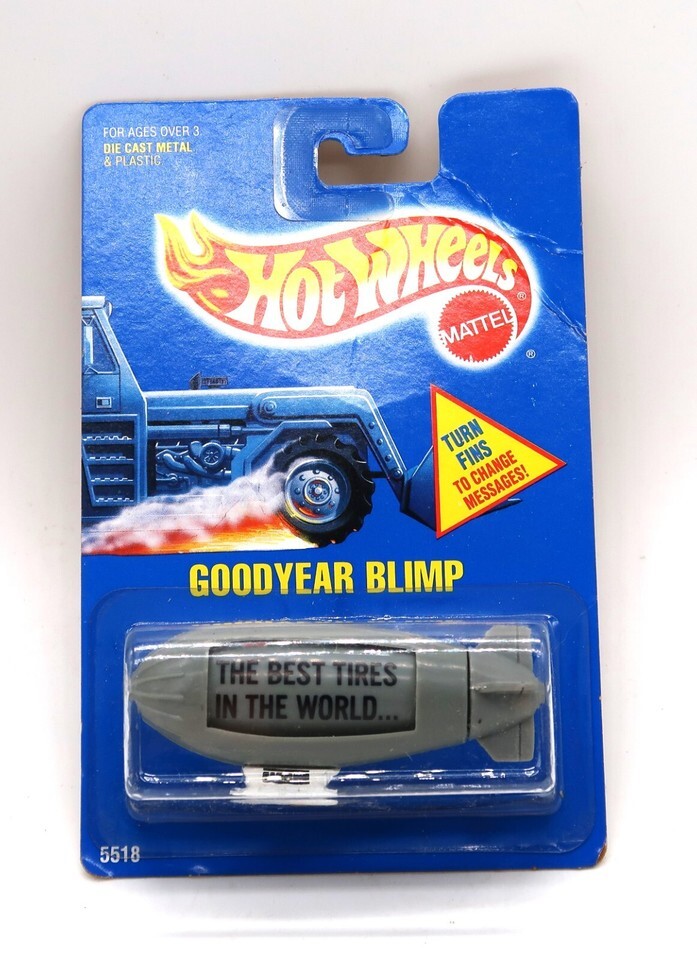 FOR AGES OVER 3
DIE CAST METAL
& PLASTIC
HOT WHEELS®
MATTEL
®
TURN
FINS
TO CHANGE
MESSAGES!
GOODYEAR BLIMP
THE BEST TIRES
IN THE WORLD...
5518